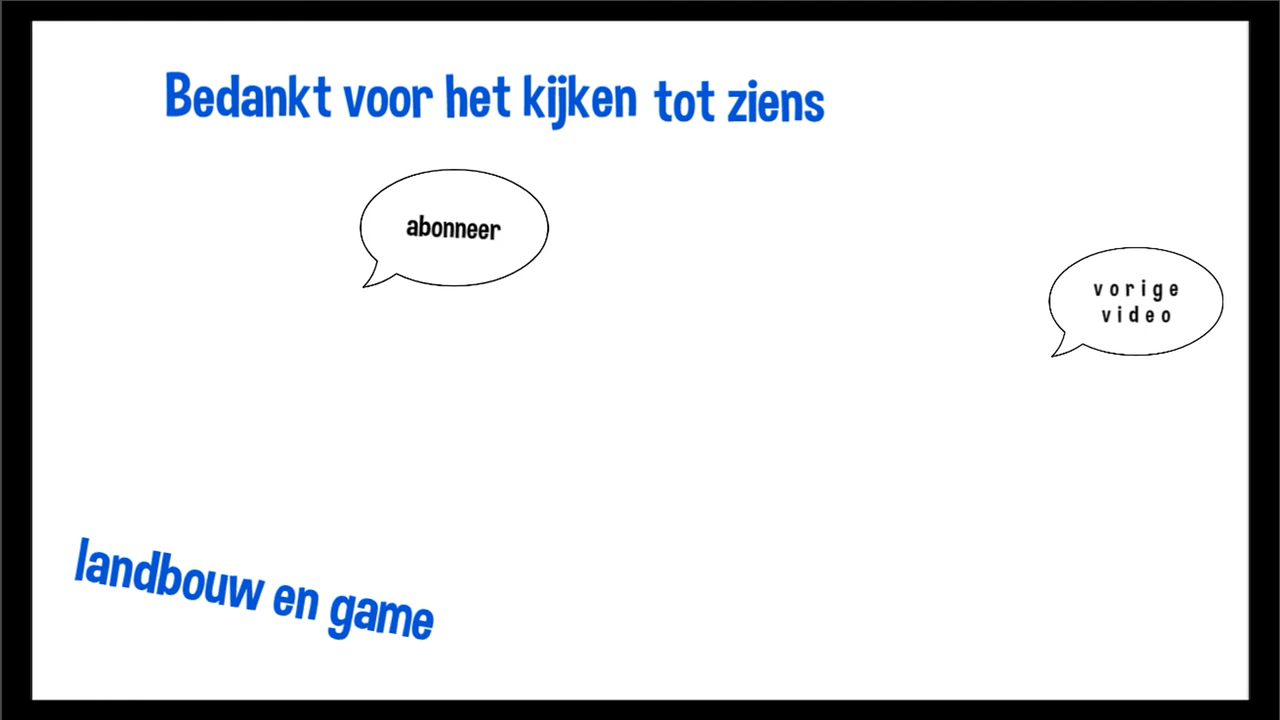 Bedankt voor het kijken tot ziens
abonneer
vorige
video
landbouw en game